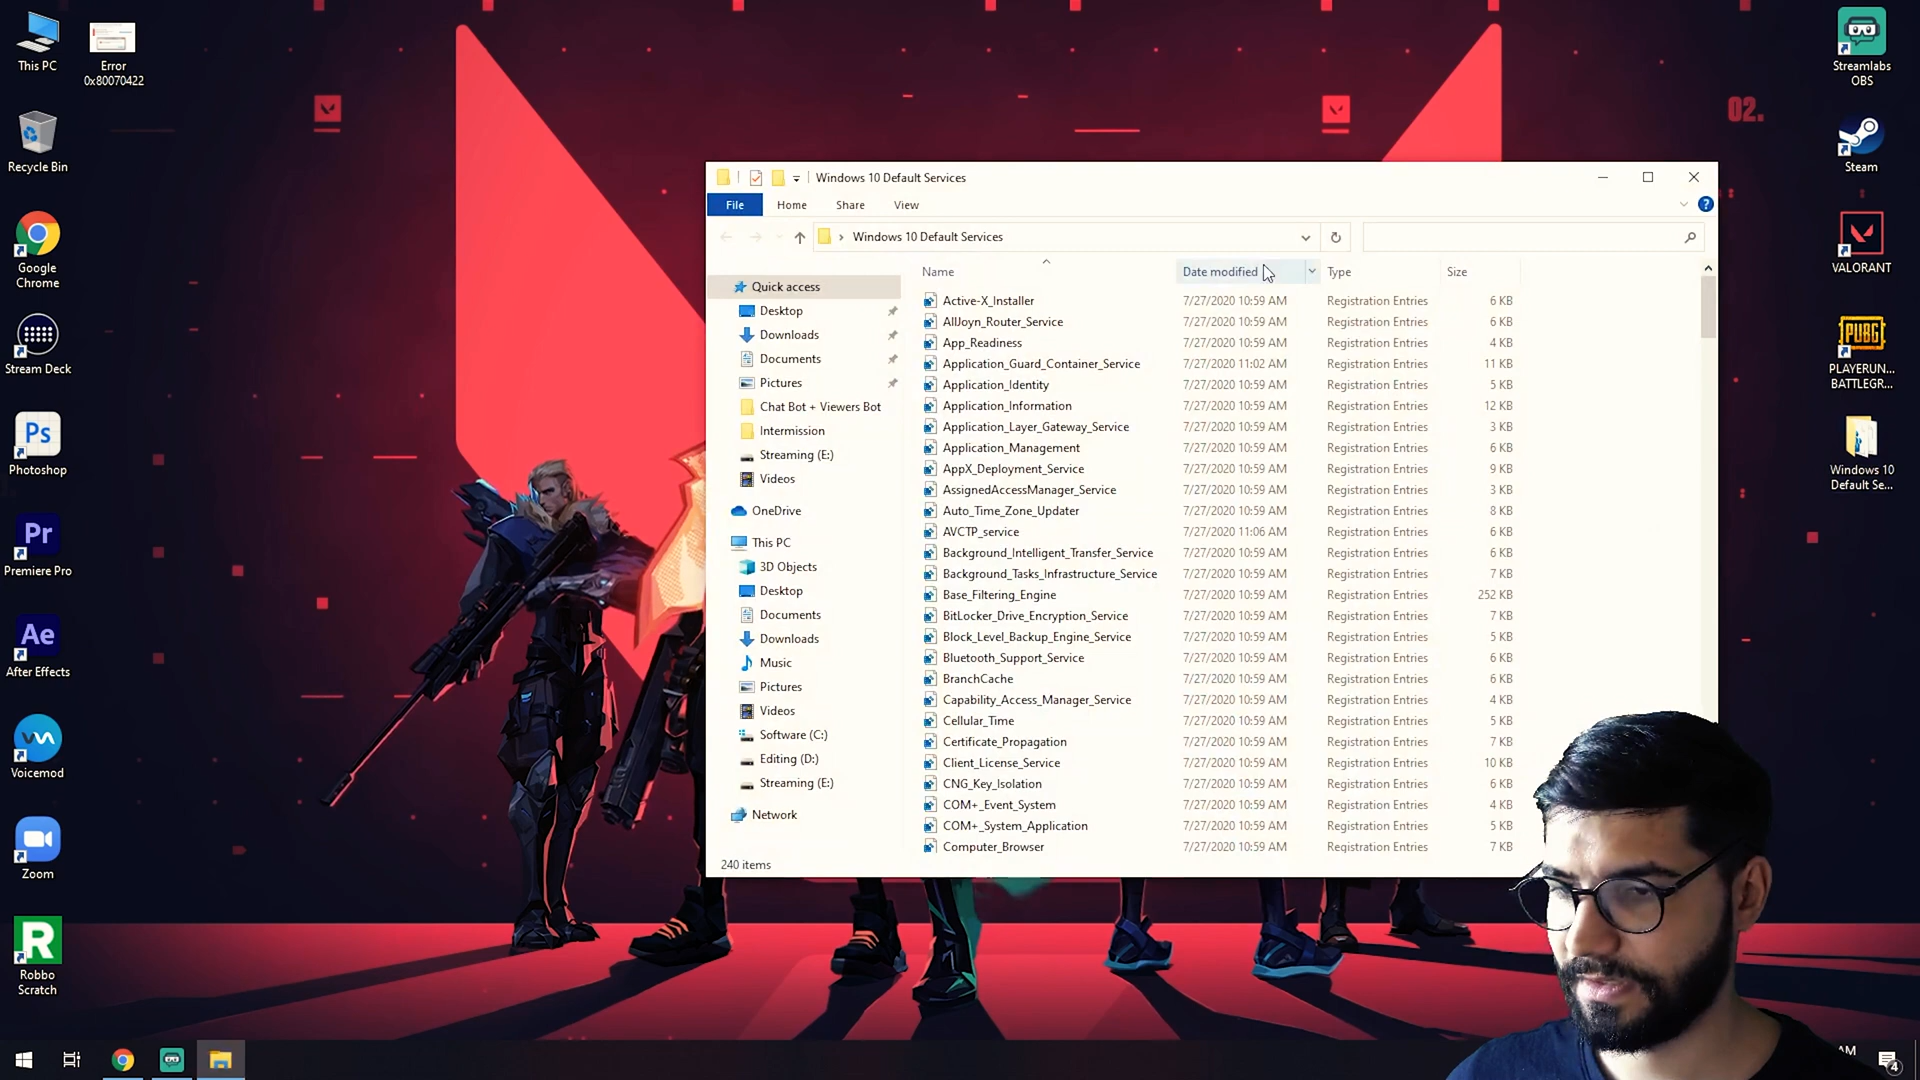 This PC
Error
0x80070422
Recycle Bin
Google
Chrome
Stream Deck
Ps
Photoshop
Pr
Premiere Pro
Ae
After Effects
Voicemod
Zoom
R
Robbo
Scratch
02.
Streamlabs
OBS
Steam
VALORANT
PUBG
PLAYERUN...
BATTLEGR...
Windows 10
Default Se...
Windows 10 Default Services
File Home Share View
Windows 10 Default Services
Name Date modified Type Size
Quick access
Desktop
Downloads
Documents
Pictures
Chat Bot + Viewers Bot
Intermission
Streaming (E:)
Videos
OneDrive
This PC
3D Objects
Desktop
Documents
Downloads
Music
Pictures
Videos
Software (C:)
Editing (D:)
Streaming (E:)
Network
Active-X_Installer 7/27/2020 10:59 AM Registration Entries 6 KB
AllJoyn_Router_Service 7/27/2020 10:59 AM Registration Entries 6 KB
App_Readiness 7/27/2020 10:59 AM Registration Entries 4 KB
Application_Guard_Container_Service 7/27/2020 11:02 AM Registration Entries 11 KB
Application_Identity 7/27/2020 10:59 AM Registration Entries 5 KB
Application_Information 7/27/2020 10:59 AM Registration Entries 12 KB
Application_Layer_Gateway_Service 7/27/2020 10:59 AM Registration Entries 3 KB
Application_Management 7/27/2020 10:59 AM Registration Entries 6 KB
AppX_Deployment_Service 7/27/2020 10:59 AM Registration Entries 9 KB
AssignedAccessManager_Service 7/27/2020 10:59 AM Registration Entries 3 KB
Auto_Time_Zone_Updater 7/27/2020 10:59 AM Registration Entries 8 KB
AVCTP_service 7/27/2020 11:06 AM Registration Entries 6 KB
Background_Intelligent_Transfer_Service 7/27/2020 10:59 AM Registration Entries 6 KB
Background_Tasks_Infrastructure_Service 7/27/2020 10:59 AM Registration Entries 7 KB
Base_Filtering_Engine 7/27/2020 10:59 AM Registration Entries 252 KB
BitLocker_Drive_Encryption_Service 7/27/2020 10:59 AM Registration Entries 7 KB
Block_Level_Backup_Engine_Service 7/27/2020 10:59 AM Registration Entries 5 KB
Bluetooth_Support_Service 7/27/2020 10:59 AM Registration Entries 6 KB
BranchCache 7/27/2020 10:59 AM Registration Entries 6 KB
Capability_Access_Manager_Service 7/27/2020 10:59 AM Registration Entries 4 KB
Cellular_Time 7/27/2020 10:59 AM Registration Entries 5 KB
Certificate_Propagation 7/27/2020 10:59 AM Registration Entries 7 KB
Client_License_Service 7/27/2020 10:59 AM Registration Entries 10 KB
CNG_Key_Isolation 7/27/2020 10:59 AM Registration Entries 6 KB
COM+_Event_System 7/27/2020 10:59 AM Registration Entries 4 KB
COM+_System_Application 7/27/2020 10:59 AM Registration Entries 5 KB
Computer_Browser 7/27/2020 10:59 AM Registration Entries 7 KB
240 items
AM
4